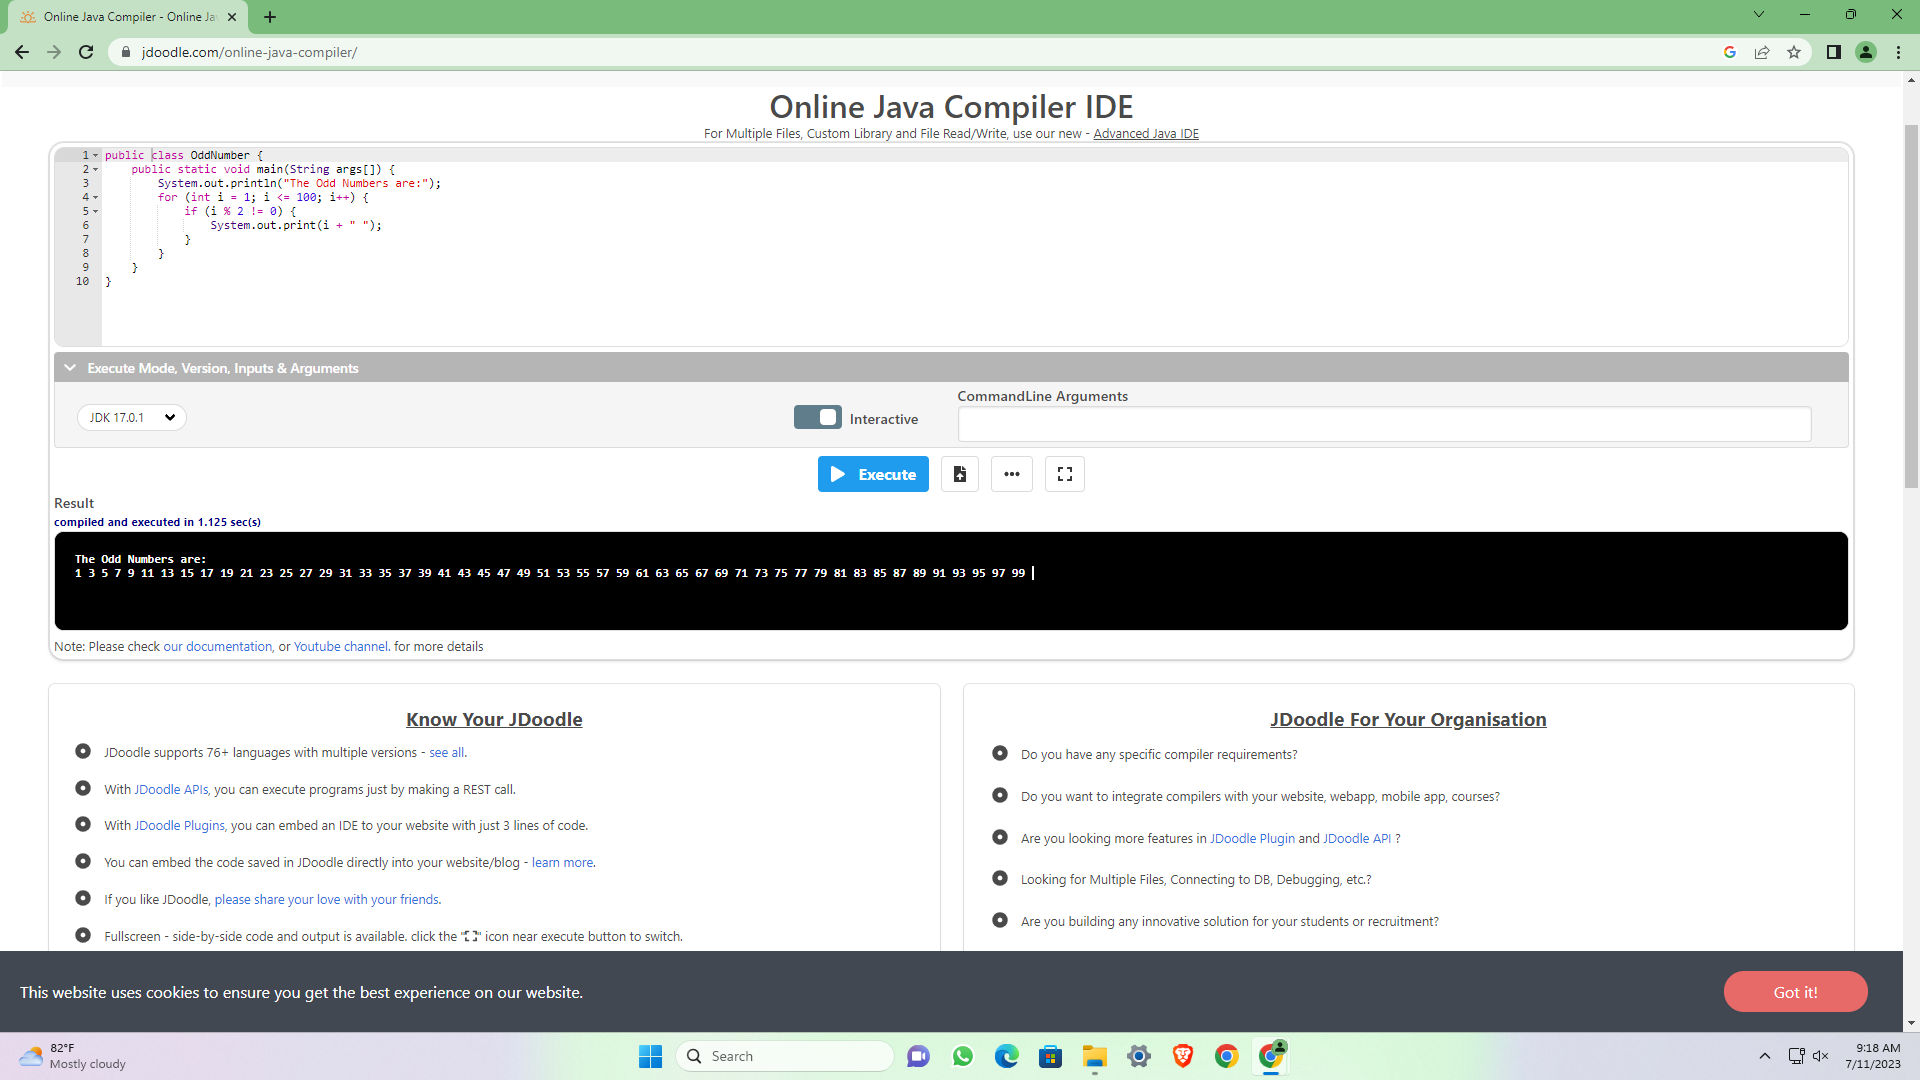 Online Java Compiler - Online Ja
jdoodle.com/online-java-compiler/
Online Java Compiler IDE
For Multiple Files, Custom Library and File Read/Write, use our new - Advanced Java IDE
1 public class OddNumber {
2     public static void main(String args[]) {
3         System.out.println("The Odd Numbers are:");
4         for (int i = 1; i <= 100; i++) {
5             if (i % 2 != 0) {
6                 System.out.print(i + " ");
7             }
8         }
9     }
10 }
Execute Mode, Version, Inputs & Arguments
CommandLine Arguments
JDK 17.0.1
Interactive
Execute
Result
compiled and executed in 1.125 sec(s)
The Odd Numbers are:
1 3 5 7 9 11 13 15 17 19 21 23 25 27 29 31 33 35 37 39 41 43 45 47 49 51 53 55 57 59 61 63 65 67 69 71 73 75 77 79 81 83 85 87 89 91 93 95 97 99
Note: Please check our documentation, or Youtube channel. for more details
Know Your JDoodle
JDoodle supports 76+ languages with multiple versions - see all.
With JDoodle APIs, you can execute programs just by making a REST call.
With JDoodle Plugins, you can embed an IDE to your website with just 3 lines of code.
You can embed the code saved in JDoodle directly into your website/blog - learn more.
If you like JDoodle, please share your love with your friends.
Fullscreen - side-by-side code and output is available. click the "⛶" icon near execute button to switch.
JDoodle For Your Organisation
Do you have any specific compiler requirements?
Do you want to integrate compilers with your website, webapp, mobile app, courses?
Are you looking more features in JDoodle Plugin and JDoodle API ?
Looking for Multiple Files, Connecting to DB, Debugging, etc.?
Are you building any innovative solution for your students or recruitment?
This website uses cookies to ensure you get the best experience on our website.
Got it!
82°F
Mostly cloudy
Search
9:18 AM
7/11/2023